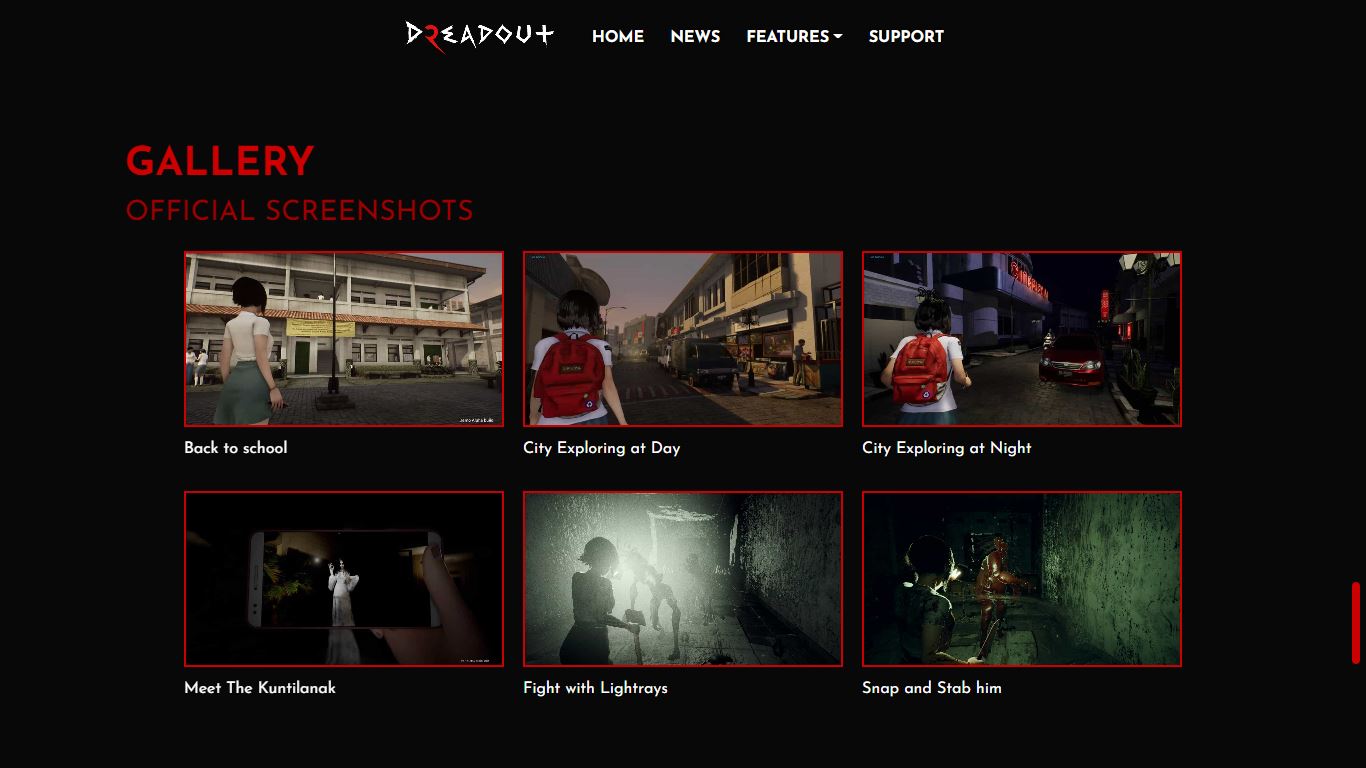 DREADOUT
HOME NEWS FEATURES SUPPORT
GALLERY
OFFICIAL SCREENSHOTS
Back to school
City Exploring at Day
City Exploring at Night
Meet The Kuntilanak
Fight with Lightrays
Snap and Stab him